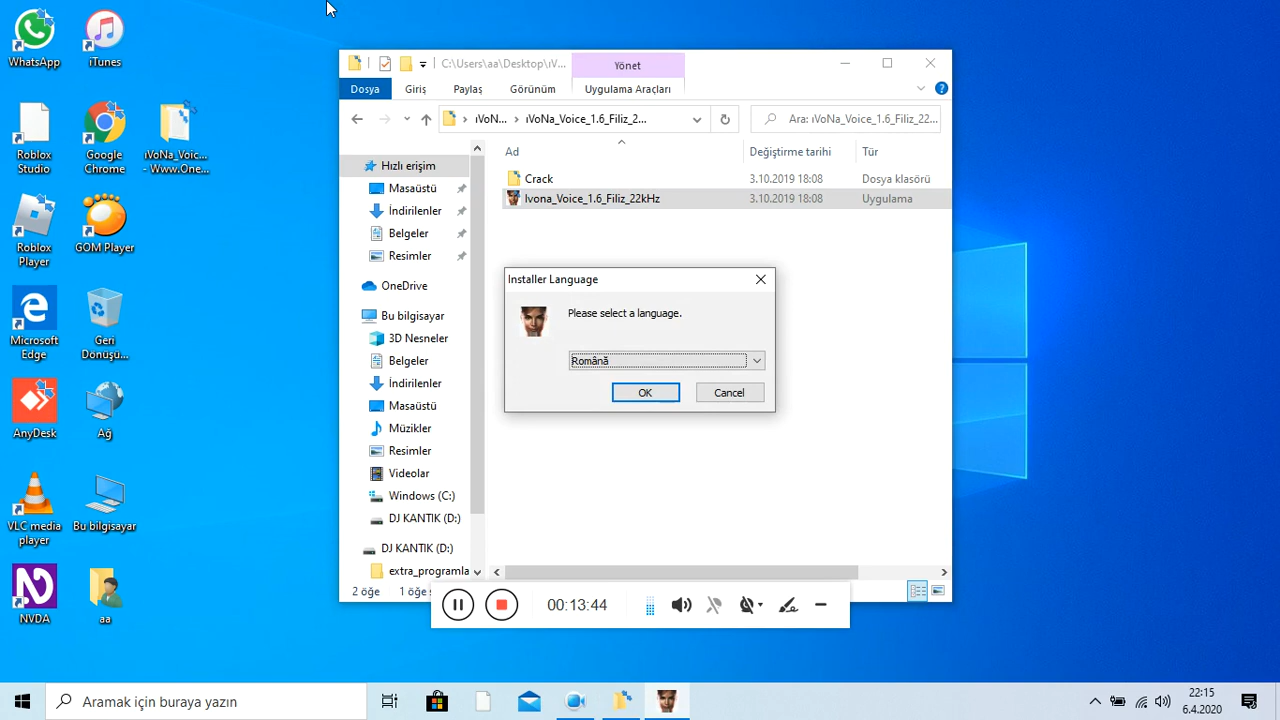 WhatsApp
iTunes
Roblox
Studio
Google
Chrome
ıVoNa_Voic...
- Www.One...
Roblox
Player
GOM Player
Microsoft
Edge
Geri
Dönüşü...
AnyDesk
Ağ
VLC media
player
Bu bilgisayar
NVDA
aa
C:\Users\aa\Desktop\ıV...
Yönet
Dosya
Giriş
Paylaş
Görünüm
Uygulama Araçları
ıVoN...
ıVoNa_Voice_1.6_Filiz_2...
Ara: ıVoNa_Voice_1.6_Filiz_22...
Ad
Değiştirme tarihi
Tür
Crack
3.10.2019 18:08
Dosya klasörü
Ivona_Voice_1.6_Filiz_22kHz
3.10.2019 18:08
Uygulama
Hızlı erişim
Masaüstü
İndirilenler
Belgeler
Resimler
OneDrive
Bu bilgisayar
3D Nesneler
Belgeler
İndirilenler
Masaüstü
Müzikler
Resimler
Videolar
Windows (C:)
DJ KANTIK (D:)
DJ KANTIK (D:)
extra_programla
2 öğe
1 öğe s
Installer Language
Please select a language.
Română
OK
Cancel
00:13:44
Aramak için buraya yazın
22:15
6.4.2020